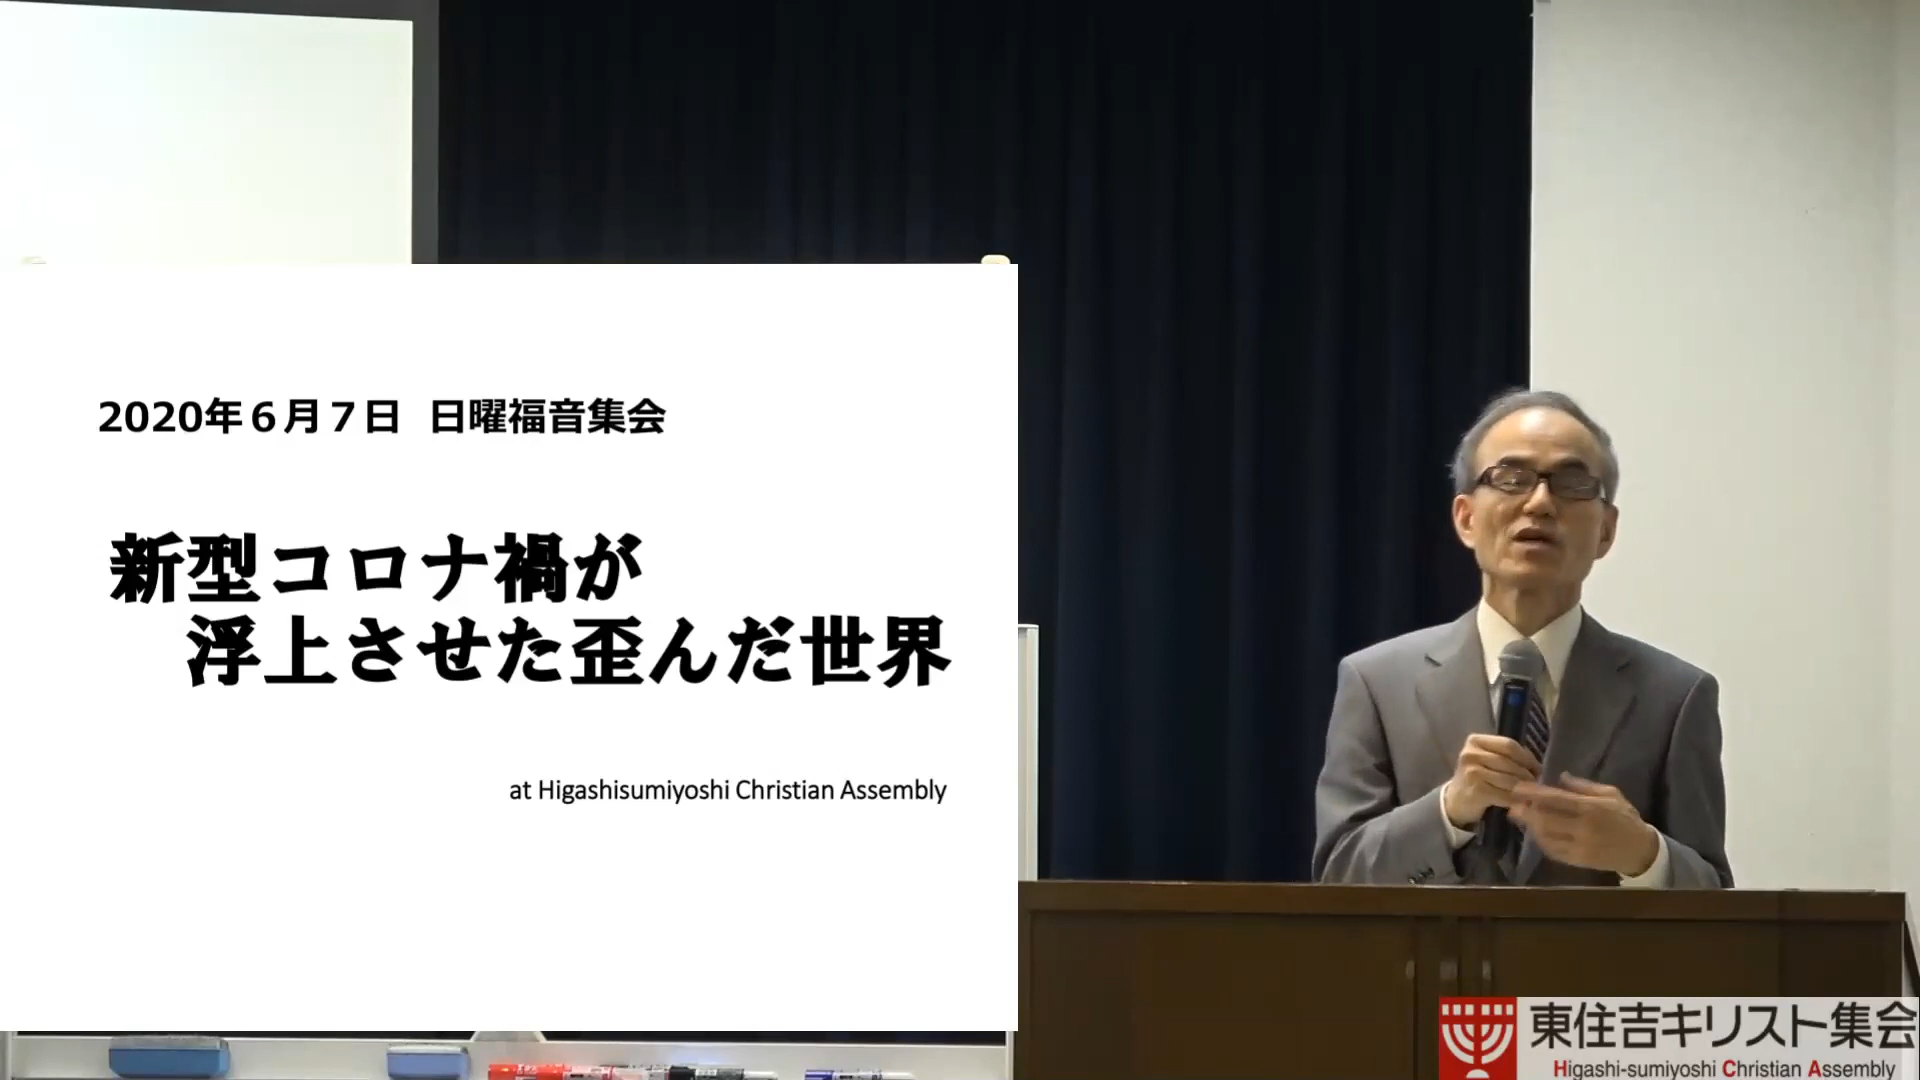 2020年６月７日 日曜福音集会
新型コロナ禍が
浮上させた歪んだ世界
at Higashisumiyoshi Christian Assembly
東住吉キリスト集会
Higashi-sumiyoshi Christian Assembly